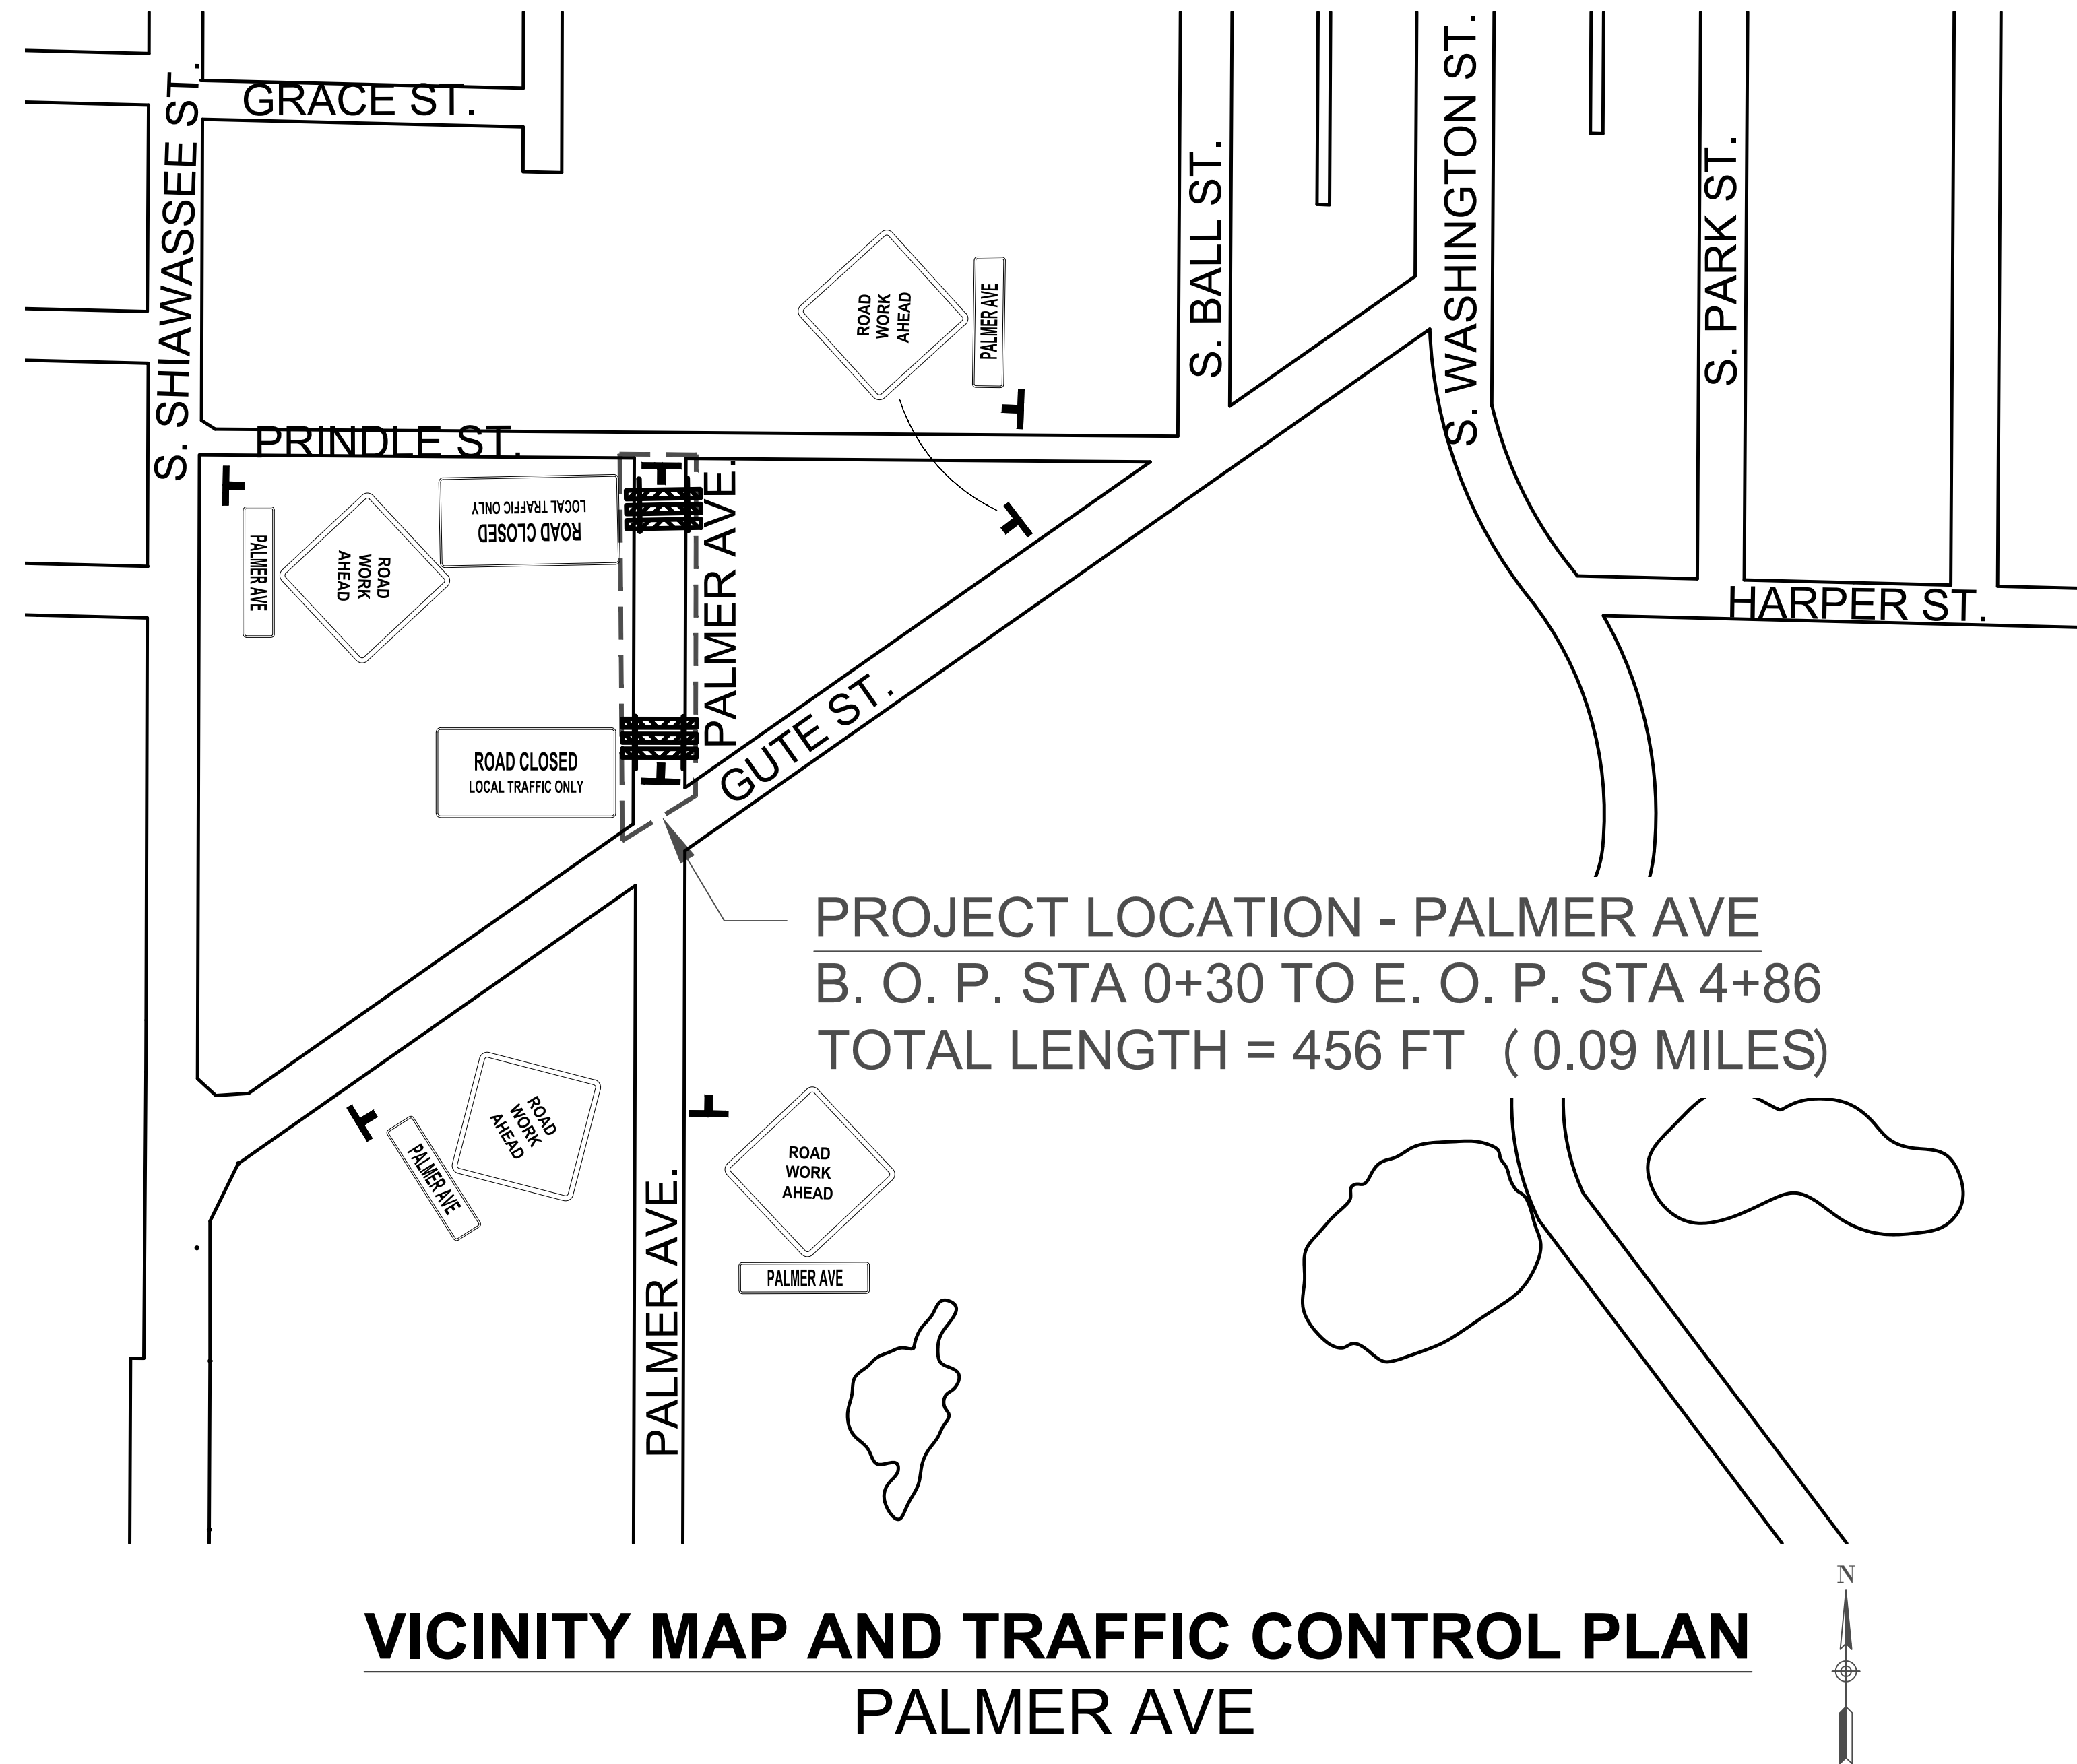 GRACE ST.
S. SHIAWASSEE ST.
S. BALL ST.
S. WASHINGTON ST.
S. PARK ST.
ROAD
WORK
AHEAD
PALMER AVE
PRINDLE ST.
PALMER AVE
ROAD
WORK
AHEAD
ROAD CLOSED
LOCAL TRAFFIC ONLY
PALMER AVE.
HARPER ST.
GUTE ST.
ROAD CLOSED
LOCAL TRAFFIC ONLY
PROJECT LOCATION - PALMER AVE
B. O. P. STA 0+30 TO E. O. P. STA 4+86
TOTAL LENGTH = 456 FT ( 0.09 MILES)
ROAD
WORK
AHEAD
PALMER AVE
PALMER AVE.
ROAD
WORK
AHEAD
PALMER AVE
N
VICINITY MAP AND TRAFFIC CONTROL PLAN
PALMER AVE